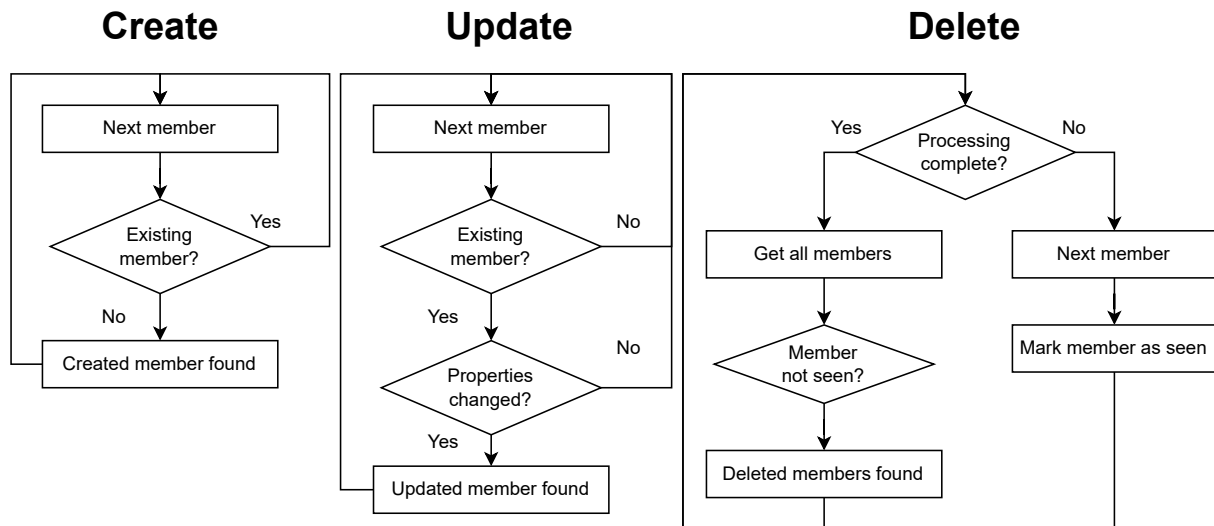 Create
Next member
Existing
member?
Yes
No
Created member found
Update
Next member
Existing
member?
No
Yes
Properties
changed?
No
Yes
Updated member found
Delete
Processing
complete?
Yes
No
Get all members
Member
not seen?
Deleted members found
Next member
Mark member as seen